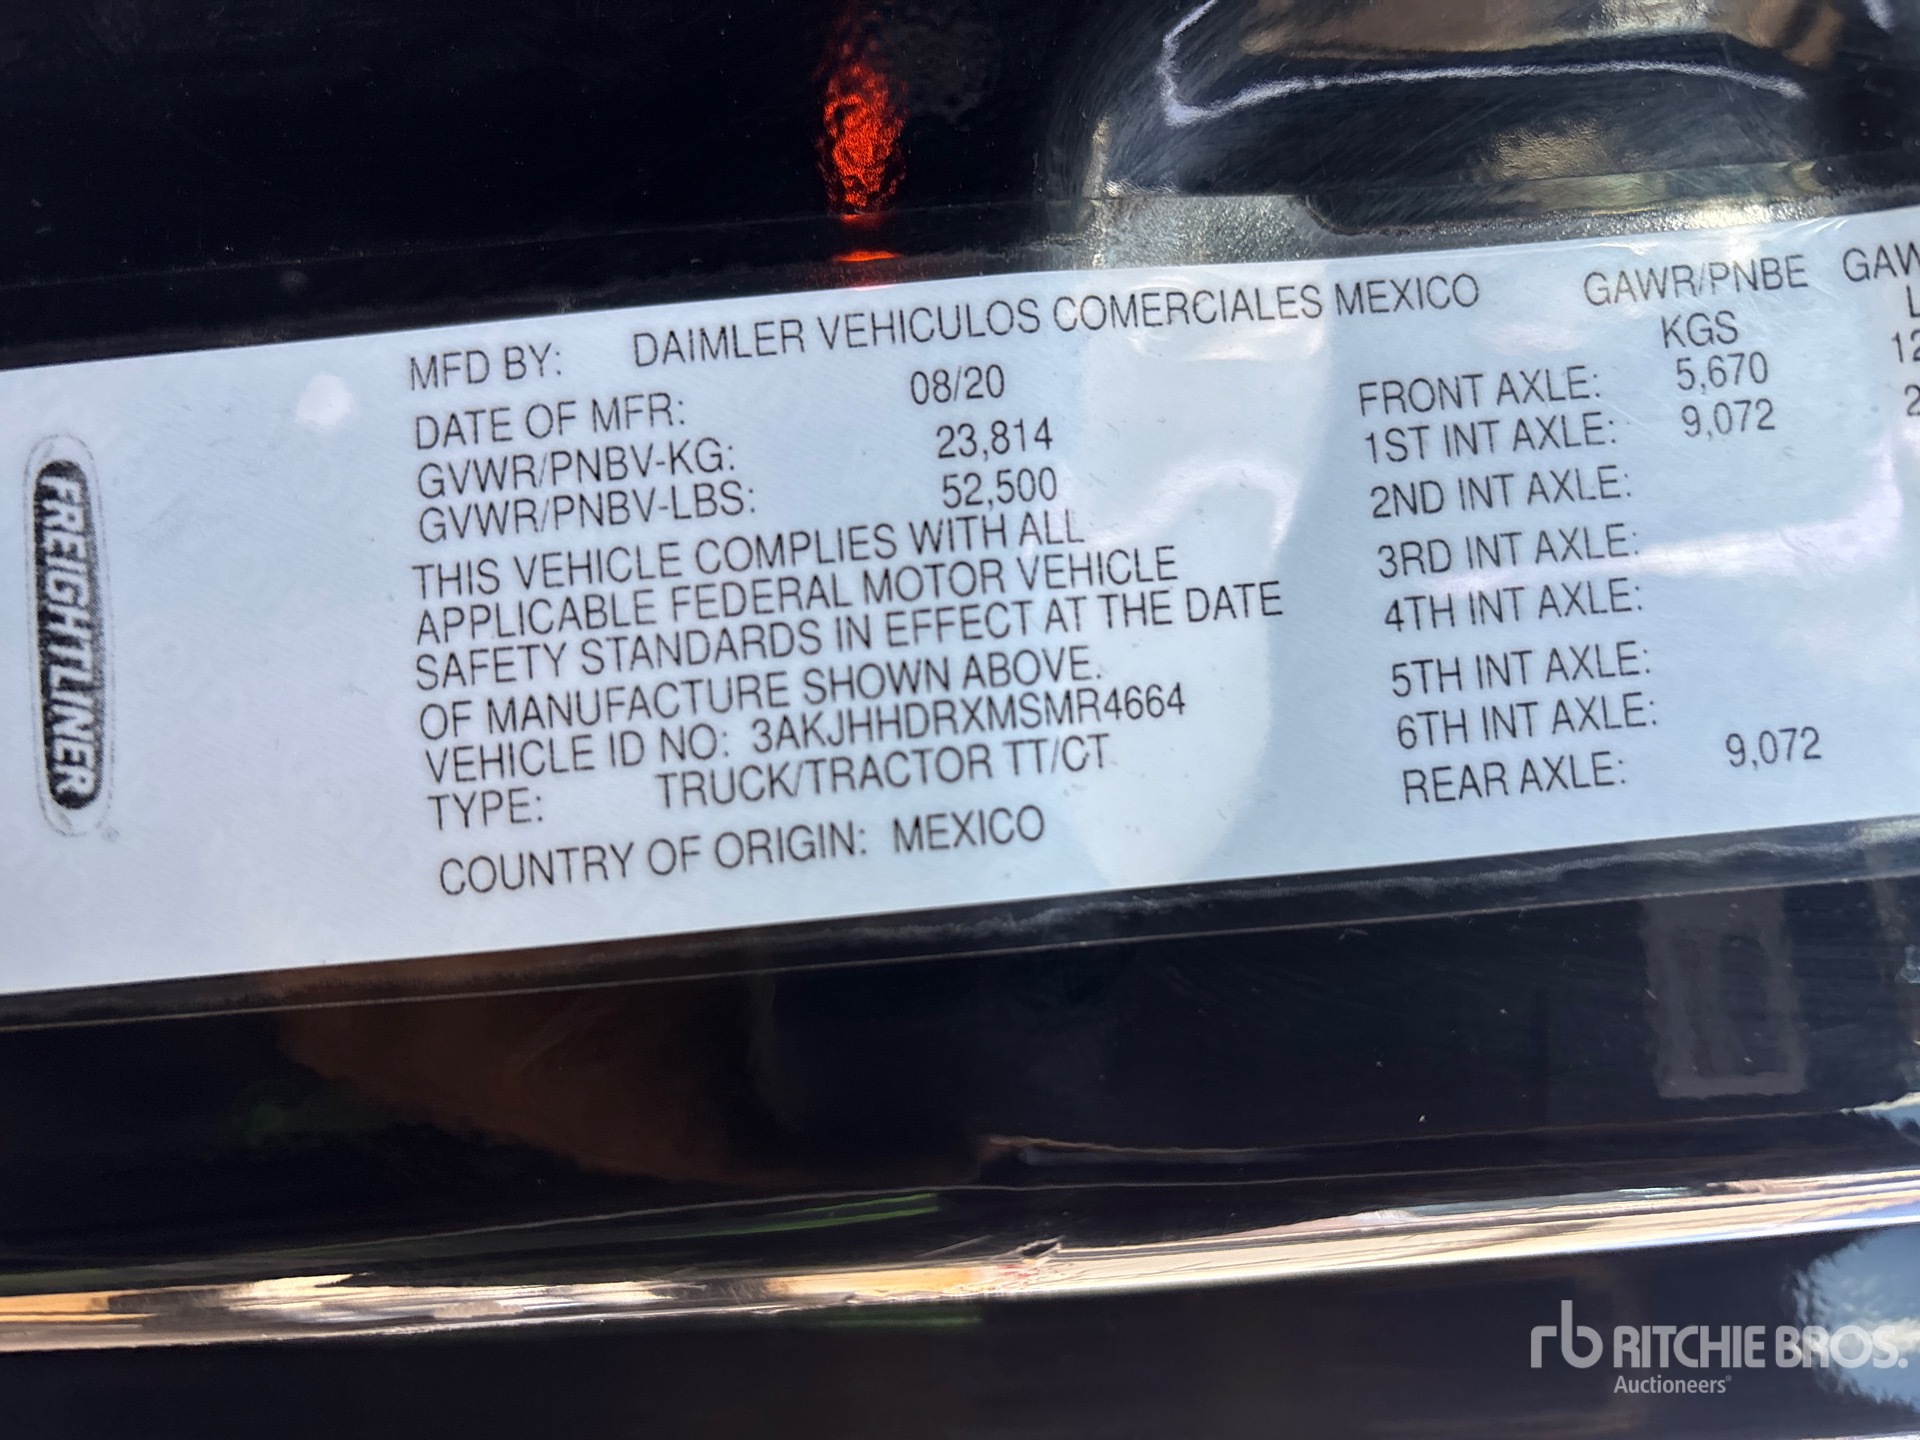 FREIGHTLINER
MFD BY: DAIMLER VEHICULOS COMERCIALES MEXICO
DATE OF MFR: 08/20
GVWR/PNBV-KG: 23,814
GVWR/PNBV-LBS: 52,500
THIS VEHICLE COMPLIES WITH ALL
APPLICABLE FEDERAL MOTOR VEHICLE
SAFETY STANDARDS IN EFFECT AT THE DATE
OF MANUFACTURE SHOWN ABOVE.
VEHICLE ID NO: 3AKJHHDRXMSMR4664
TYPE: TRUCK/TRACTOR TT/CT
COUNTRY OF ORIGIN: MEXICO
GAWR/PNBE GAW
KGS L
FRONT AXLE: 5,670 12
1ST INT AXLE: 9,072 2
2ND INT AXLE:
3RD INT AXLE:
4TH INT AXLE:
5TH INT AXLE:
6TH INT AXLE:
REAR AXLE: 9,072
rb RITCHIE BROS.
Auctioneers